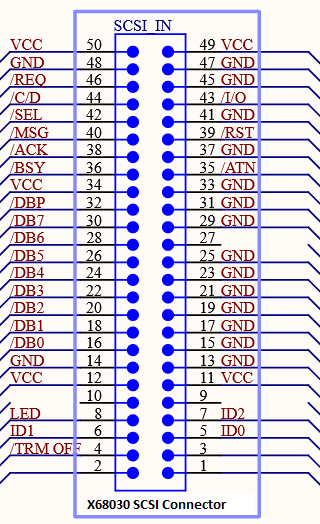 SCSI_IN
VCC 50 49 VCC
GND 48 47 GND
/REQ 46 45 GND
/C/D 44 43 /I/O
/SEL 42 41 GND
/MSG 40 39 /RST
/ACK 38 37 GND
/BSY 36 35 /ATN
VCC 34 33 GND
/DBP 32 31 GND
/DB7 30 29 GND
/DB6 28 27
/DB5 26 25 GND
/DB4 24 23 GND
/DB3 22 21 GND
/DB2 20 19 GND
/DB1 18 17 GND
/DB0 16 15 GND
GND 14 13 GND
VCC 12 11 VCC
10 9
LED 8 7 ID2
ID1 6 5 ID0
/TRM OFF 4 3
2 1
X68030 SCSI Connector